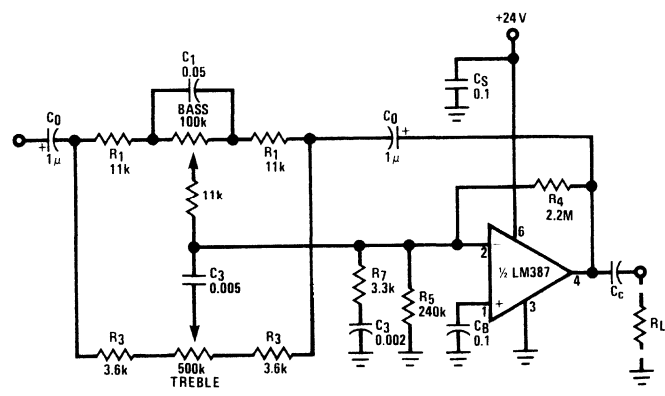 +24 V
C1
0.05
BASS
100k
CS
0.1
C0
+
1μ
R1
11k
R1
11k
C0
+
1μ
11k
R4
2.2M
6
2
−
½ LM387
4
+
1
3
CC
RL
C3
0.005
R7
3.3k
R5
240k
C3
0.002
CB
0.1
R3
3.6k
500k
TREBLE
R3
3.6k